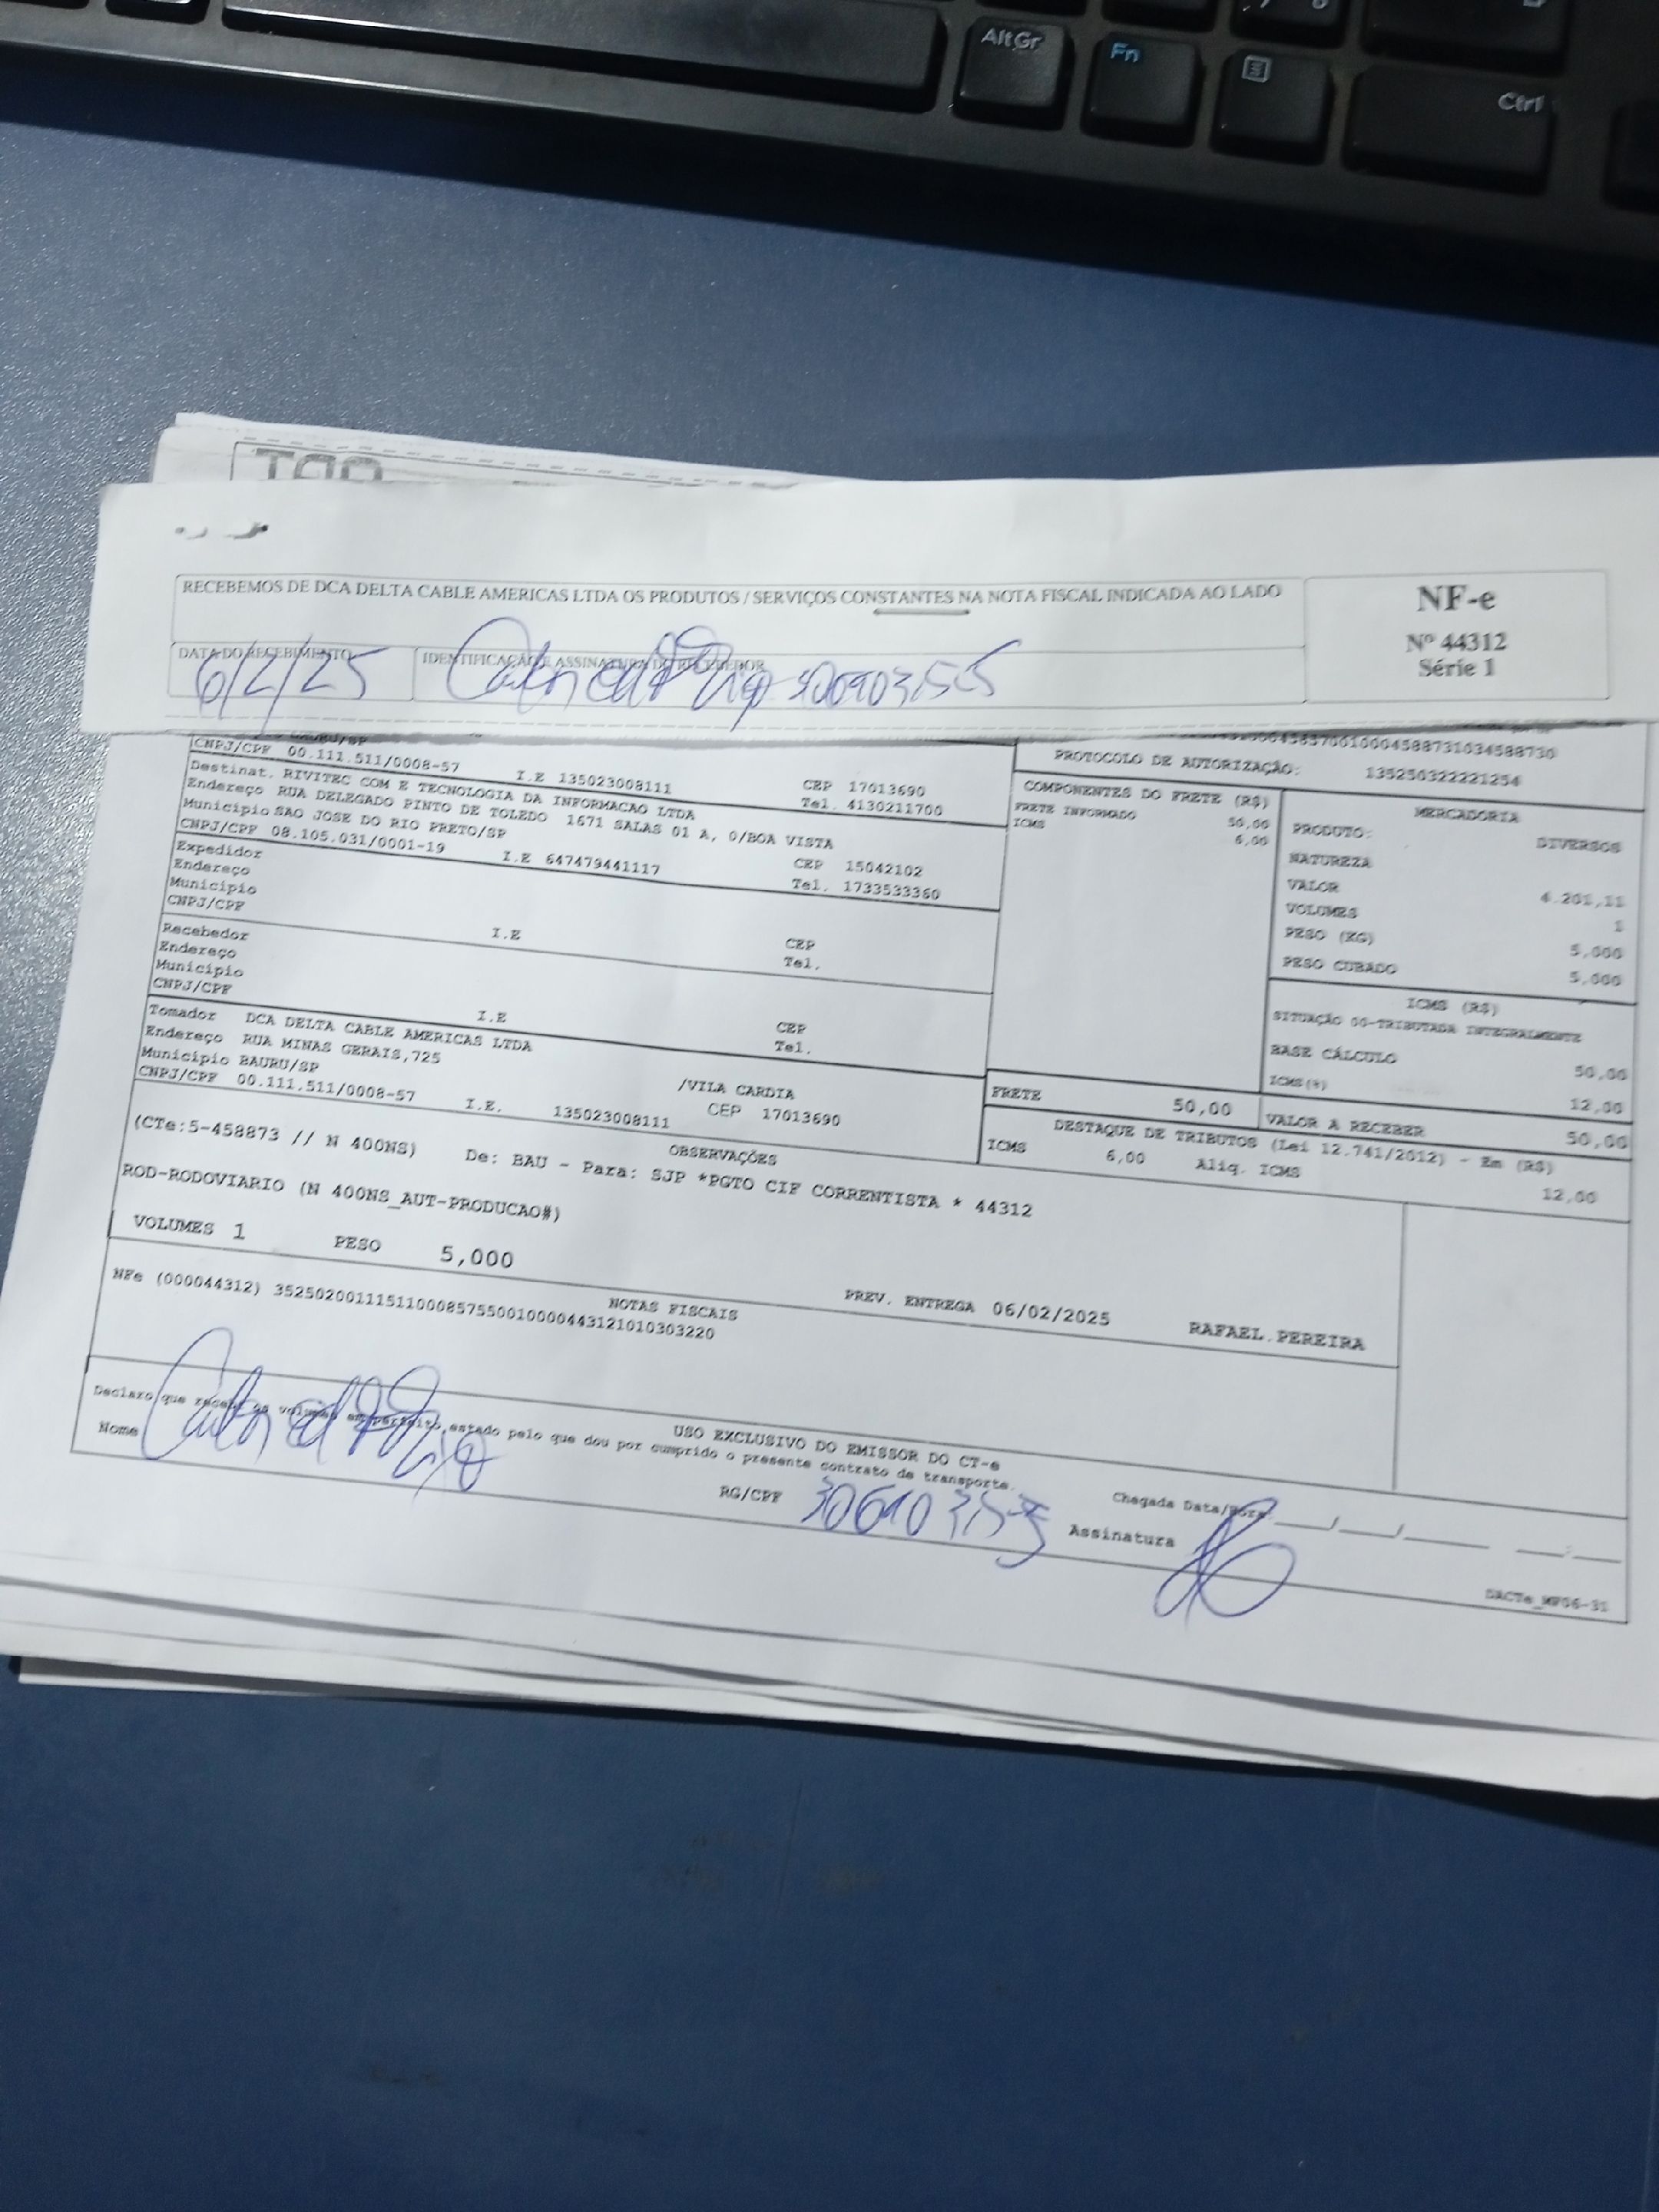 AltGr
Fn
Ctrl
RECEBEMOS DE DCA DELTA CABLE AMERICAS LTDA OS PRODUTOS / SERVIÇOS CONSTANTES NA NOTA FISCAL INDICADA AO LADO
NF-e
Nº 44312
Série 1
DATA DO RECEBIMENTO
6/2/25
IDENTIFICAÇÃO E ASSINATURA DO RECEBEDOR
CNPJ/CPF 00.111.511/0008-57 I.E 135023008111 CEP 17013690
Tel. 4130211700
Destinat. RIVITEC COM E TECNOLOGIA DA INFORMACAO LTDA
Endereço RUA DELEGADO PINTO DE TOLEDO 1671 SALAS 01 A, 0/BOA VISTA
Município SAO JOSE DO RIO PRETO/SP CEP 15042102
CNPJ/CPF 08.105.031/0001-19 I.E 647479441117 Tel. 1733533360
Expedidor
Endereço
Município CEP
CNPJ/CPF I.E Tel.
Recebedor
Endereço
Município CEP
CNPJ/CPF I.E Tel.
Tomador DCA DELTA CABLE AMERICAS LTDA
Endereço RUA MINAS GERAIS,725 /VILA CARDIA
Município BAURU/SP CEP 17013690
CNPJ/CPF 00.111.511/0008-57 I.E. 135023008111
PROTOCOLO DE AUTORIZAÇÃO: 135250322221254
COMPONENTES DO FRETE (R$)
FRETE INFORMADO 50,00
ICMS 6,00
MERCADORIA
PRODUTO: DIVERSOS
NATUREZA
VALOR 4.201,11
VOLUMES 1
PESO (KG) 5,000
PESO CUBADO 5,000
ICMS (R$)
SITUAÇÃO 00-TRIBUTADA INTEGRALMENTE
BASE CÁLCULO 50,00
ICMS(%) 12,00
FRETE 50,00 VALOR A RECEBER 50,00
DESTAQUE DE TRIBUTOS (Lei 12.741/2012) - Em (R$)
ICMS 6,00 Aliq. ICMS 12,00
OBSERVAÇÕES
(CTe:5-458873 // N 400NS) De: BAU - Para: SJP *PGTO CIF CORRENTISTA * 44312
ROD-RODOVIARIO (N 400NS_AUT-PRODUCAO#)
VOLUMES 1 PESO 5,000 PREV. ENTREGA 06/02/2025 RAFAEL.PEREIRA
NOTAS FISCAIS
NFe (000044312) 35250200111511000857550010000443121010303220
USO EXCLUSIVO DO EMISSOR DO CT-e
Declaro que recebi os volumes em perfeito estado pelo que dou por cumprido o presente contrato de transporte.
Chegada Data/Hora
Nome RG/CPF Assinatura
DACTe_MF06-31